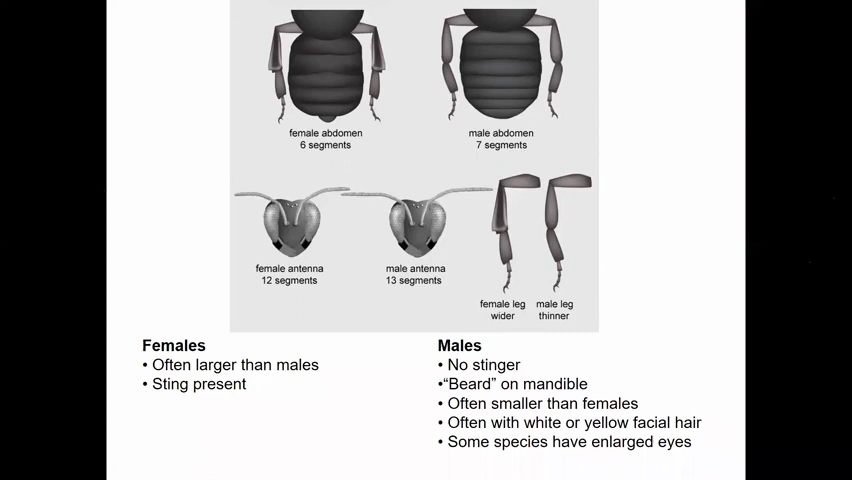 female abdomen
6 segments
male abdomen
7 segments
female antenna
12 segments
male antenna
13 segments
female leg
wider
male leg
thinner
Females
• Often larger than males
• Sting present
Males
• No stinger
•“Beard” on mandible
• Often smaller than females
• Often with white or yellow facial hair
• Some species have enlarged eyes